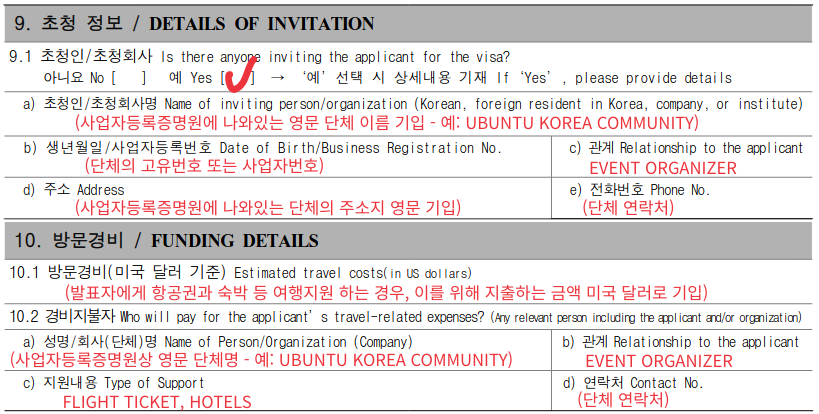 9. 초청 정보 / DETAILS OF INVITATION
9.1 초청인/초청회사 Is there anyone inviting the applicant for the visa?
아니요 No [ ] 예 Yes [✓] → ‘예’선택 시 상세내용 기재 If‘Yes’, please provide details
a) 초청인/초청회사명 Name of inviting person/organization (Korean, foreign resident in Korea, company, or institute)
(사업자등록증명원에 나와있는 영문 단체 이름 기입 - 예: UBUNTU KOREA COMMUNITY)
b) 생년월일/사업자등록번호 Date of Birth/Business Registration No.
(단체의 고유번호 또는 사업자번호)
c) 관계 Relationship to the applicant
EVENT ORGANIZER
d) 주소 Address
(사업자등록증명원에 나와있는 단체의 주소지 영문 기입)
e) 전화번호 Phone No.
(단체 연락처)
10. 방문경비 / FUNDING DETAILS
10.1 방문경비(미국 달러 기준) Estimated travel costs(in US dollars)
(발표자에게 항공권과 숙박 등 여행지원 하는 경우, 이를 위해 지출하는 금액 미국 달러로 기입)
10.2 경비지불자 Who will pay for the applicant’s travel-related expenses? (Any relevant person including the applicant and/or organization)
a) 성명/회사(단체)명 Name of Person/Organization (Company)
(사업자등록증명원상 영문 단체명 - 예: UBUNTU KOREA COMMUNITY)
b) 관계 Relationship to the applicant
EVENT ORGANIZER
c) 지원내용 Type of Support
FLIGHT TICKET, HOTELS
d) 연락처 Contact No.
(단체 연락처)